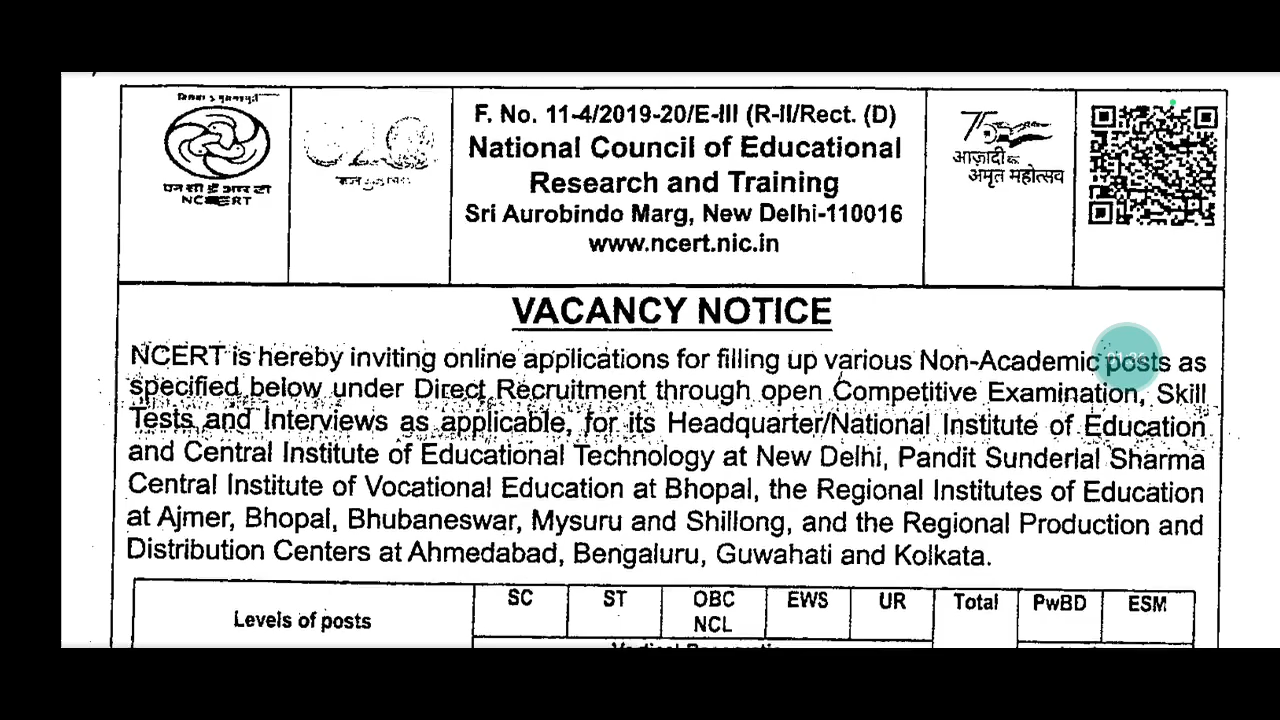 एन सी ई आर टी
NCERT
F. No. 11-4/2019-20/E-III (R-II/Rect. (D)
National Council of Educational
Research and Training
Sri Aurobindo Marg, New Delhi-110016
www.ncert.nic.in
आज़ादी का
अमृत महोत्सव
VACANCY NOTICE
NCERT is hereby inviting online applications for filling up various Non-Academic posts as
specified below under Direct Recruitment through open Competitive Examination, Skill
Tests and Interviews as applicable, for its Headquarter/National Institute of Education
and Central Institute of Educational Technology at New Delhi, Pandit Sunderlal Sharma
Central Institute of Vocational Education at Bhopal, the Regional Institutes of Education
at Ajmer, Bhopal, Bhubaneswar, Mysuru and Shillong, and the Regional Production and
Distribution Centers at Ahmedabad, Bengaluru, Guwahati and Kolkata.
Levels of posts SC ST OBC NCL EWS UR Total PwBD ESM